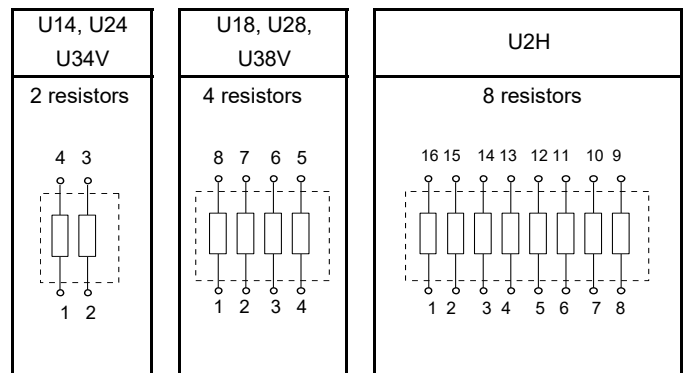 U14, U24
U34V
2 resistors
4 3
1 2
U18, U28,
U38V
4 resistors
8 7 6 5
1 2 3 4
U2H
8 resistors
16 15 14 13 12 11 10 9
1 2 3 4 5 6 7 8